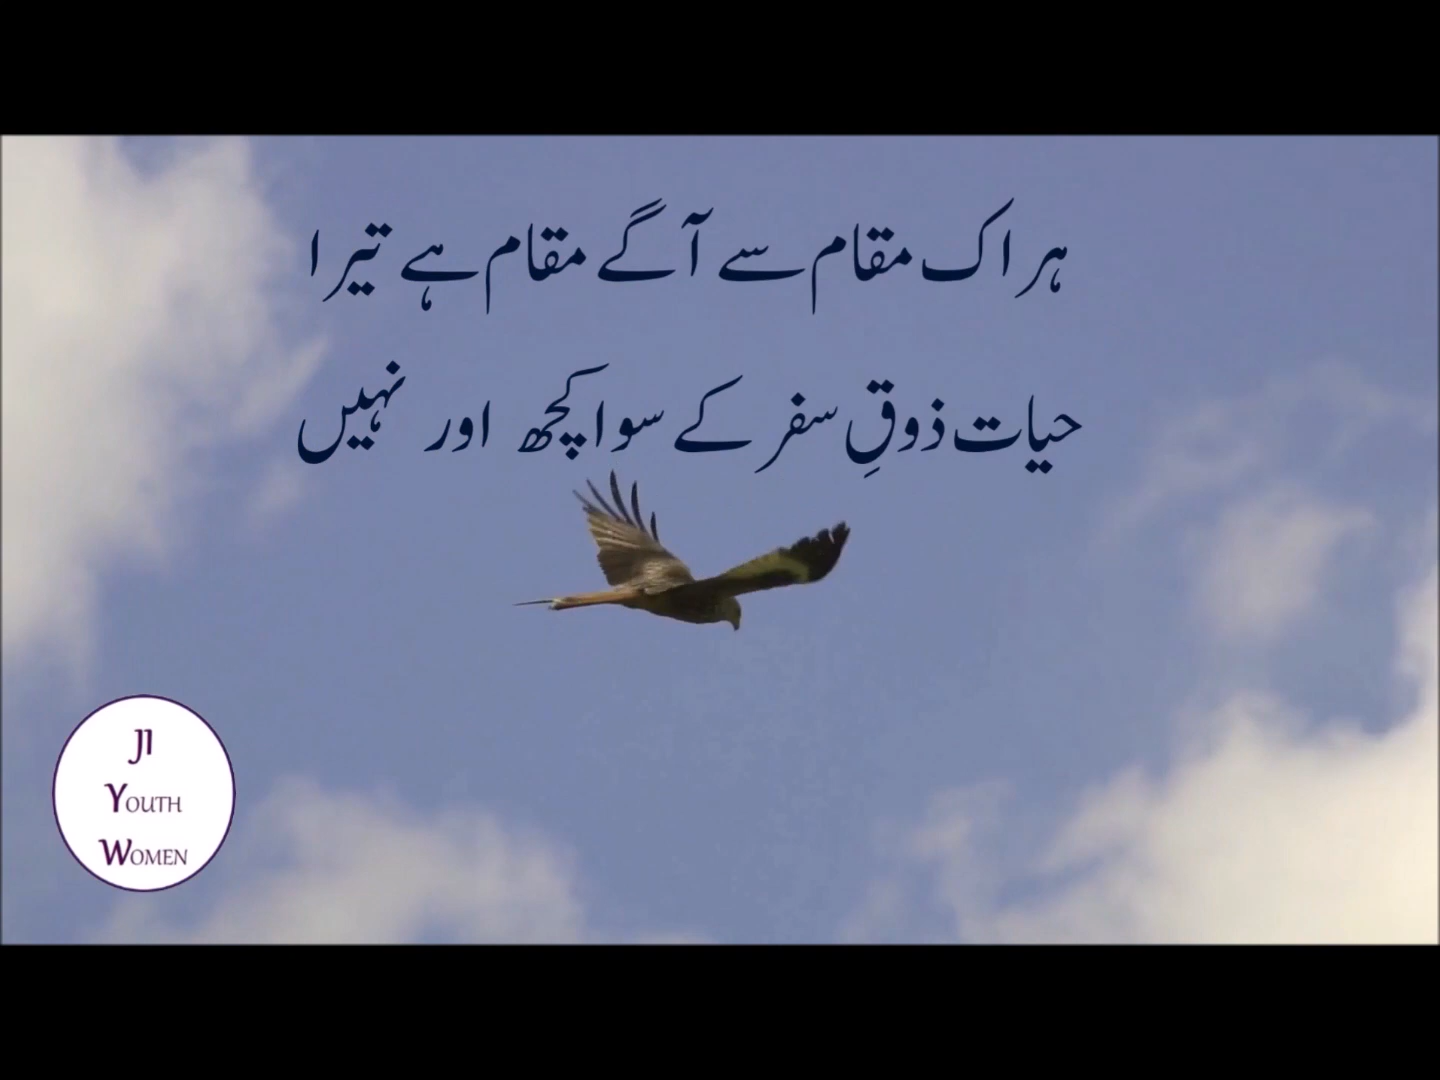 ہر اک مقام سے آگے مقام ہے تیرا
حیات ذوقِ سفر کے سوا کچھ اور نہیں
JI
YOUTH
WOMEN